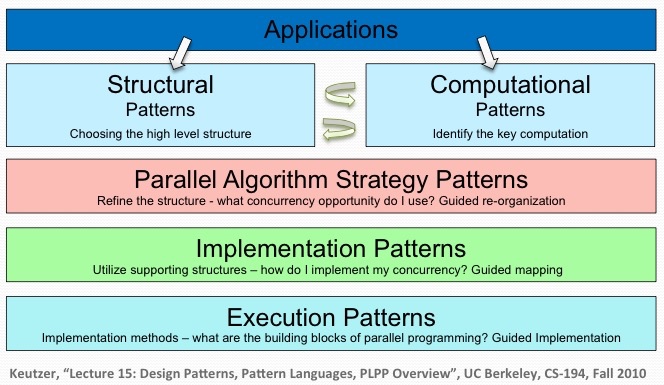 Applications
Structural
Patterns
Choosing the high level structure
Computational
Patterns
Identify the key computation
Parallel Algorithm Strategy Patterns
Refine the structure - what concurrency opportunity do I use? Guided re-organization
Implementation Patterns
Utilize supporting structures – how do I implement my concurrency? Guided mapping
Execution Patterns
Implementation methods – what are the building blocks of parallel programming? Guided Implementation
Keutzer, “Lecture 15: Design Patterns, Pattern Languages, PLPP Overview”, UC Berkeley, CS-194, Fall 2010